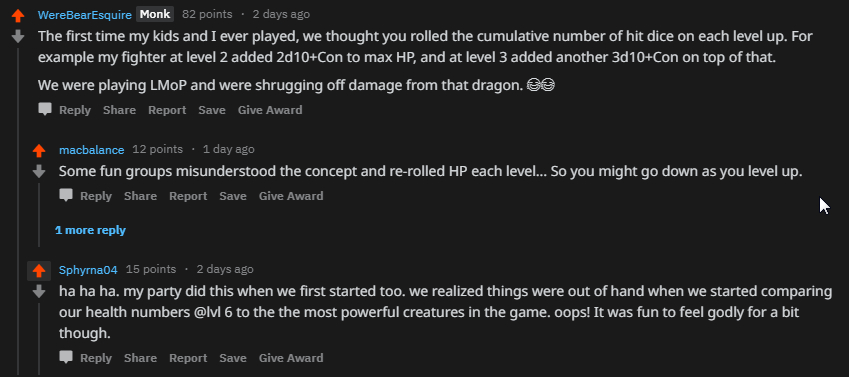 WereBearEsquire Monk 82 points · 2 days ago
The first time my kids and I ever played, we thought you rolled the cumulative number of hit dice on each level up. For
example my fighter at level 2 added 2d10+Con to max HP, and at level 3 added another 3d10+Con on top of that.
We were playing LMoP and were shrugging off damage from that dragon. 😂😂
Reply Share Report Save Give Award
macbalance 12 points · 1 day ago
Some fun groups misunderstood the concept and re-rolled HP each level... So you might go down as you level up.
Reply Share Report Save Give Award
1 more reply
Sphyrna04 15 points · 2 days ago
ha ha ha. my party did this when we first started too. we realized things were out of hand when we started comparing
our health numbers @lvl 6 to the the most powerful creatures in the game. oops! It was fun to feel godly for a bit
though.
Reply Share Report Save Give Award